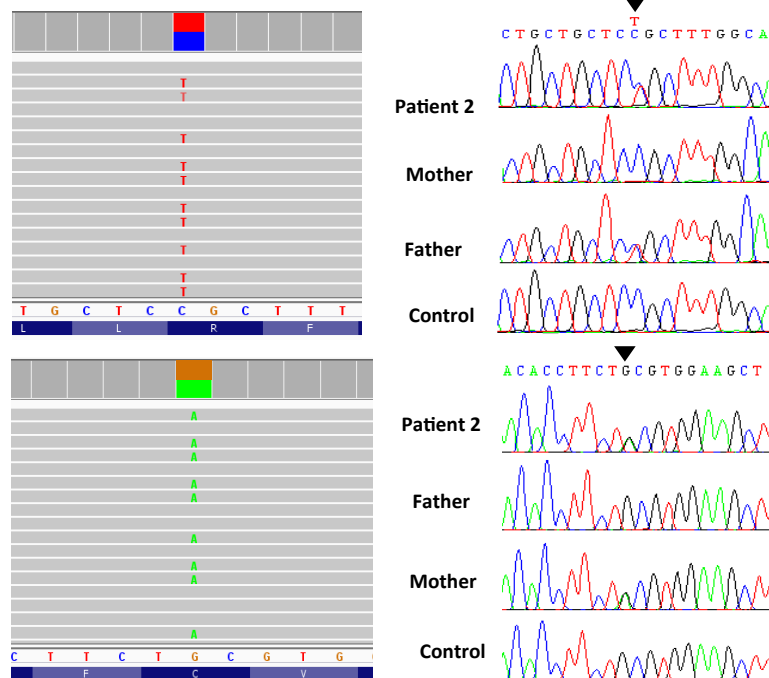 T
T
T
T
T
T
T
T
T
T
T G C T C C G C T T T
L L R F
T
C T G C T G C T C C G C T T T G G C A
Patient 2
Mother
Father
Control
A
A
A
A
A
A
A
A
A
C T T C T G C G T G
F C V
A C A C C T T C T G C G T G G A A G C T
Patient 2
Father
Mother
Control